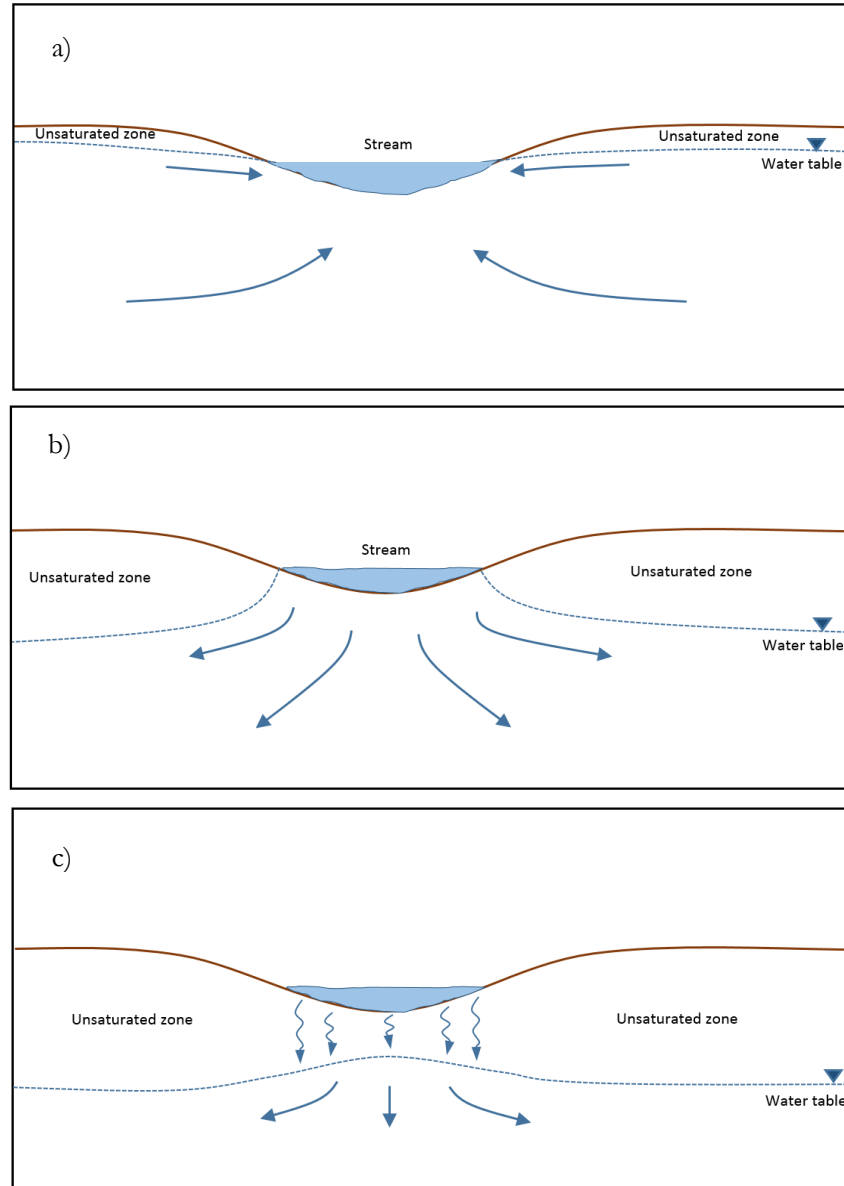 a)
Unsaturated zone
Stream
Unsaturated zone
Water table
b)
Stream
Unsaturated zone
Unsaturated zone
Water table
c)
Unsaturated zone
Unsaturated zone
Water table